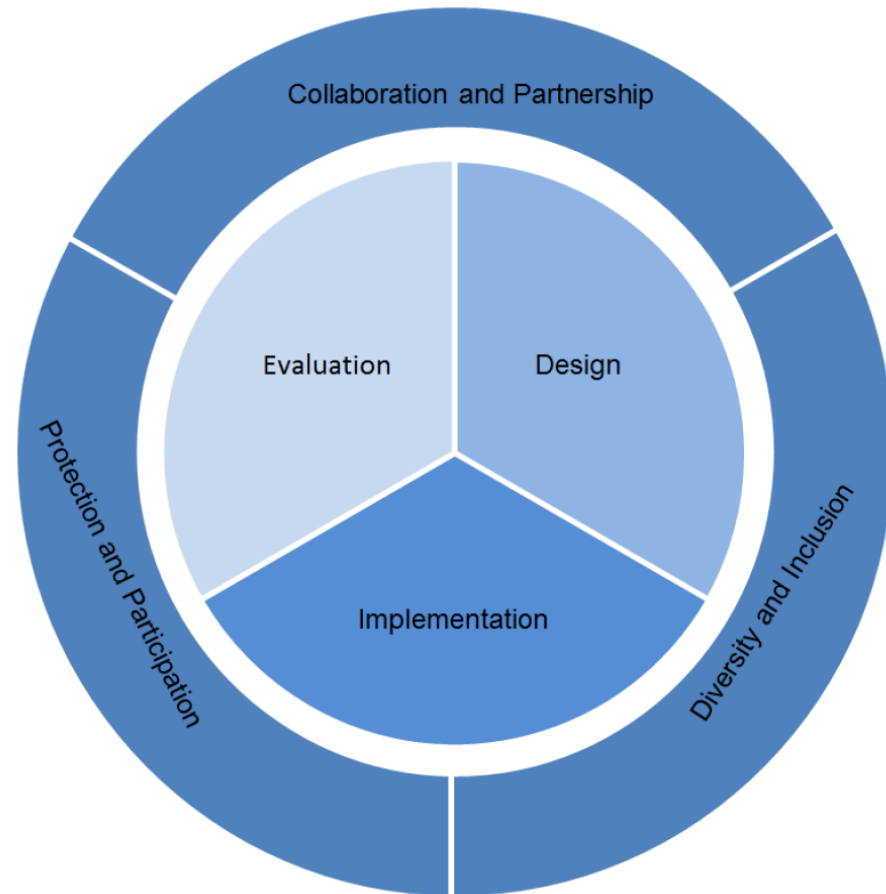 Collaboration and Partnership
Evaluation
Design
Implementation
Protection and Participation
Diversity and Inclusion